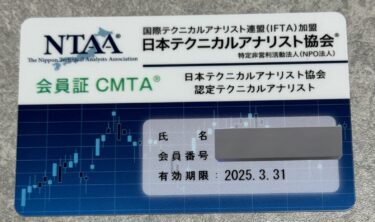 国際テクニカルアナリスト連盟(IFTA)加盟
NTAA®
日本テクニカルアナリスト協会®
The Nippon Technical Analysts Association
特定非営利活動法人(NPO法人)
会員証 CMTA®
日本テクニカルアナリスト協会
認定テクニカルアナリスト
氏 名
会員番号
有効期限:2025.3.31